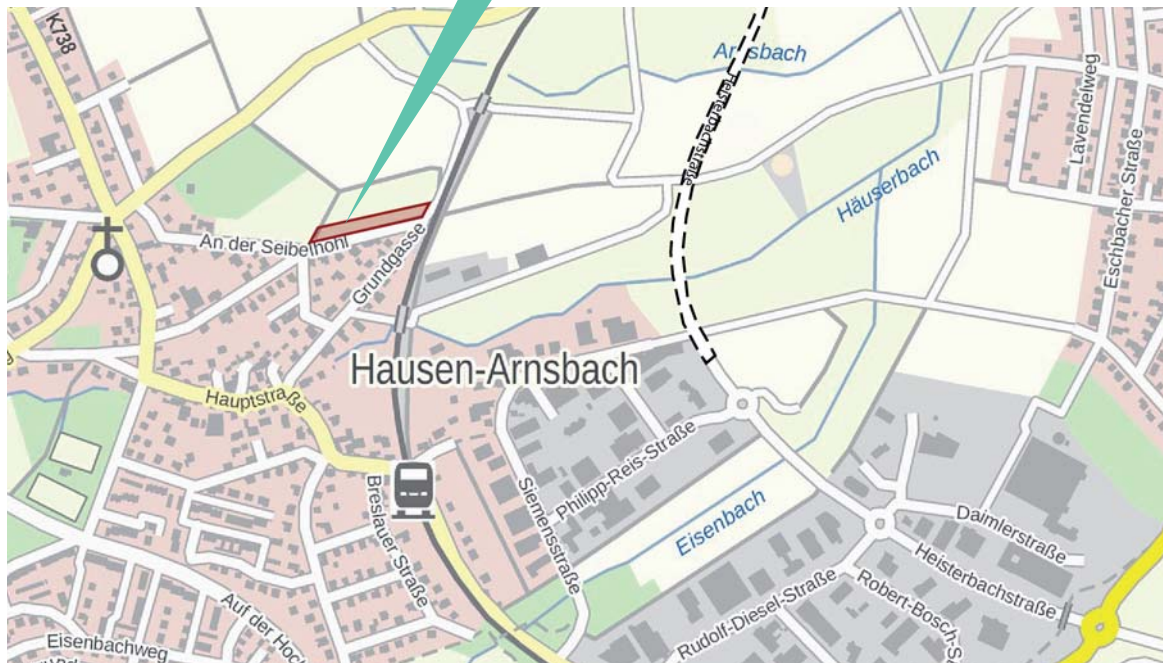 K738
Arnsbach
Feisterbachstraße
Lavendelweg
Häuserbach
Eschbacher Straße
An der Seibelhohl
Grundgasse
Hausen-Arnsbach
Hauptstraße
Philipp-Reis-Straße
Siemensstraße
Breslauer Straße
Eisenbach
Daimlerstraße
Heisterbachstraße
Rudolf-Diesel-Straße
Robert-Bosch-S
Auf der Hoch
Eisenbachweg